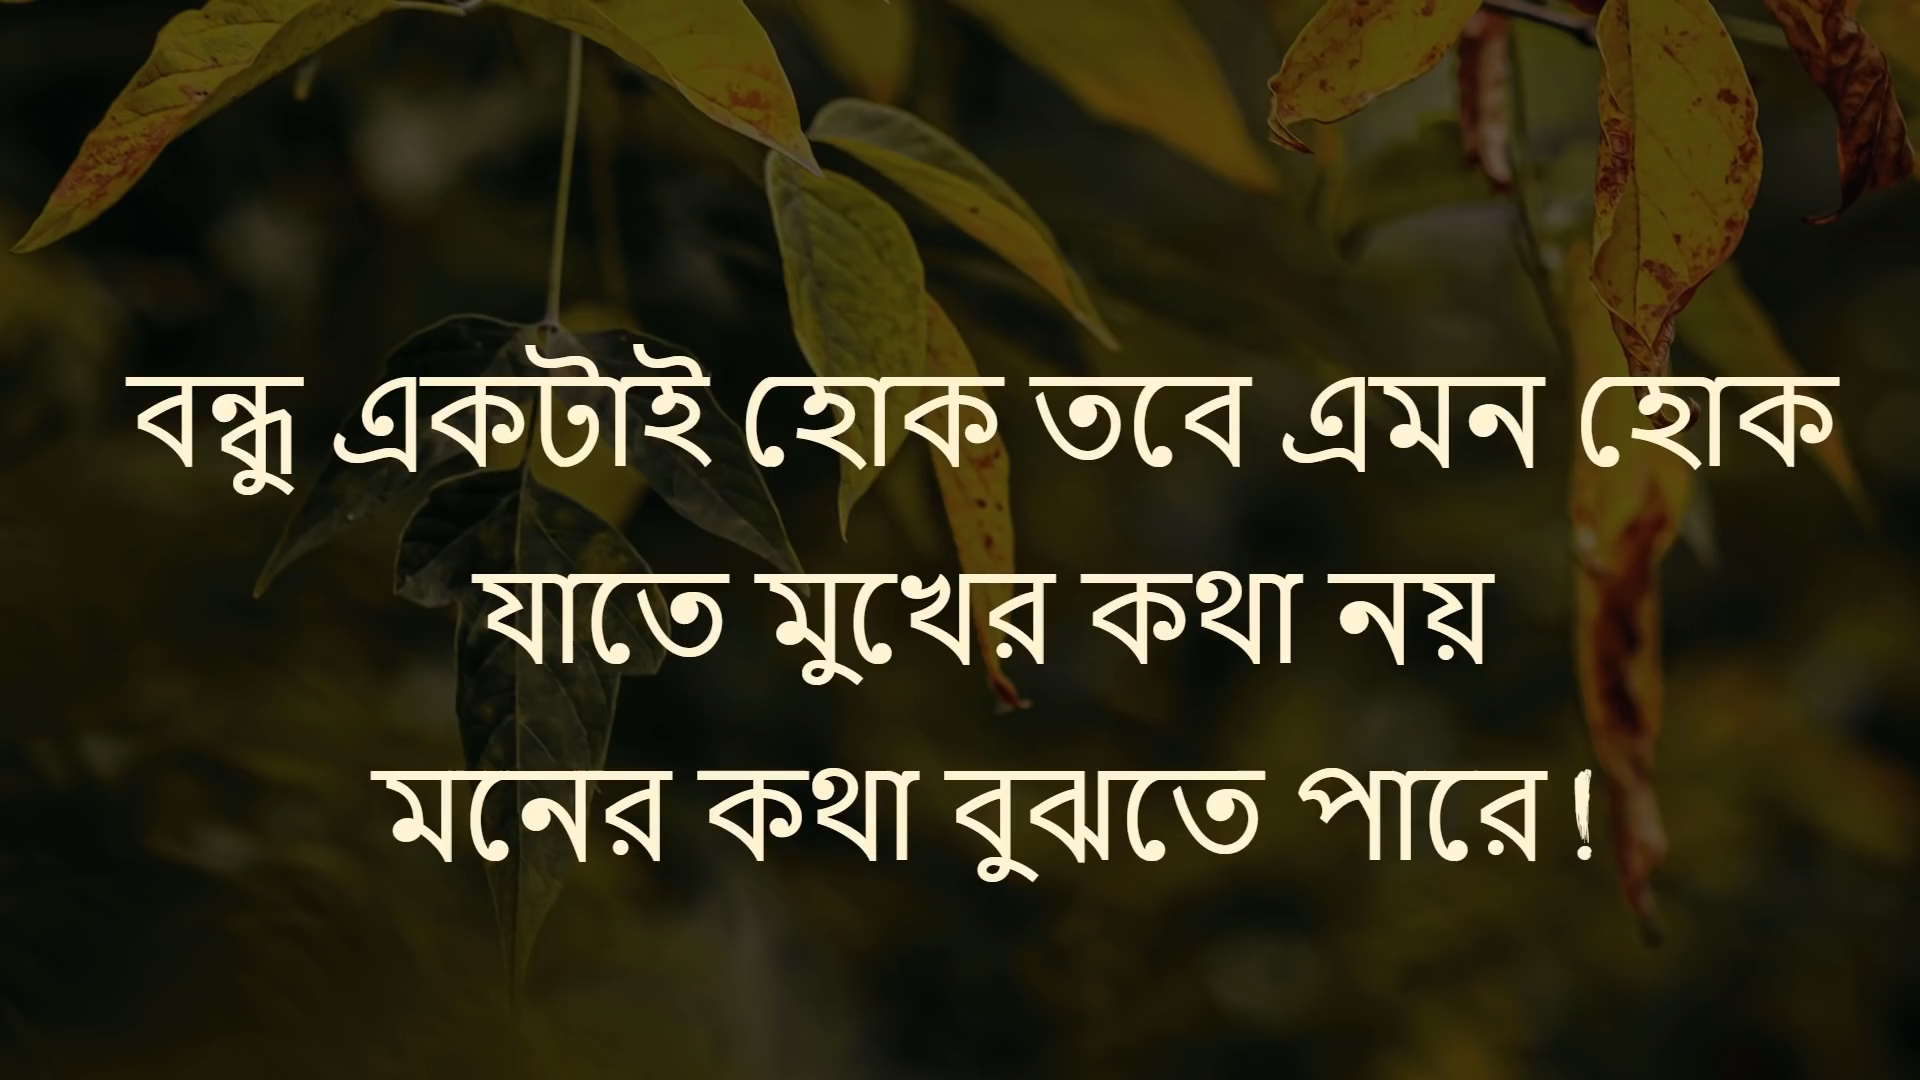 বন্ধু একটাই হোক তবে এমন হোক
যাতে মুখের কথা নয়
মনের কথা বুঝতে পারে!